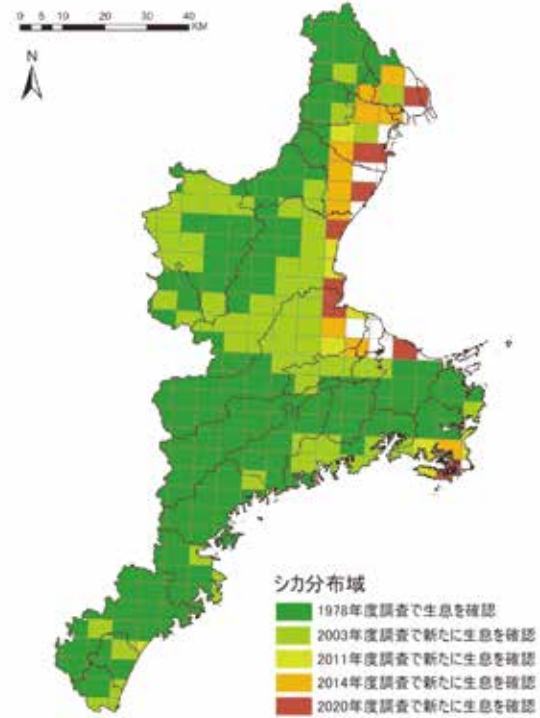 0 5 10 20 30 40
KM
N
シカ分布域
1978年度調査で生息を確認
2003年度調査で新たに生息を確認
2011年度調査で新たに生息を確認
2014年度調査で新たに生息を確認
2020年度調査で新たに生息を確認